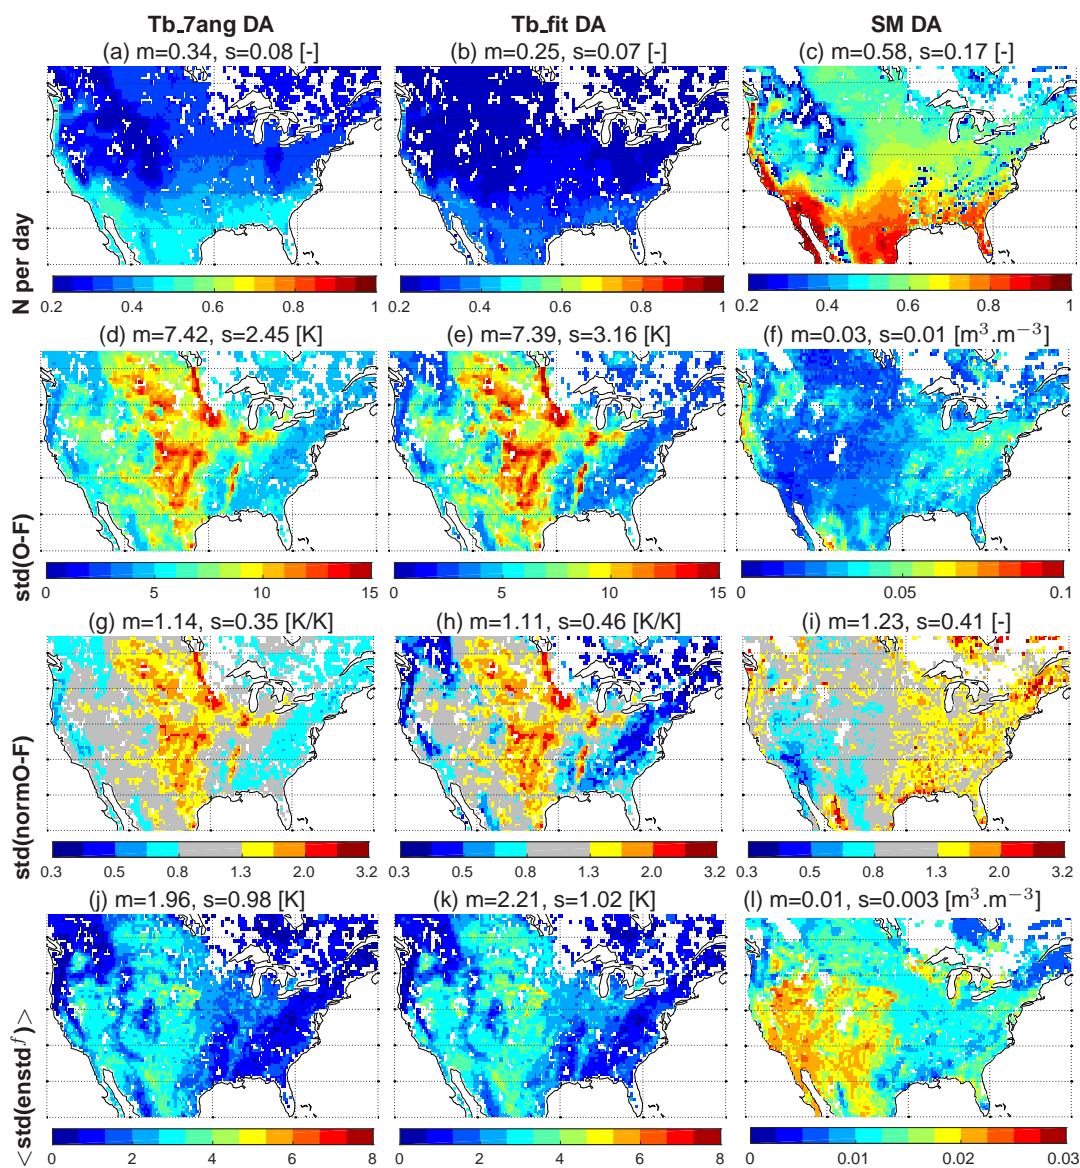 Tb_7ang DA Tb_fit DA SM DA
(a) m=0.34, s=0.08 [-] (b) m=0.25, s=0.07 [-] (c) m=0.58, s=0.17 [-]
N per day
0.2 0.4 0.6 0.8 1 0.2 0.4 0.6 0.8 1 0.2 0.4 0.6 0.8 1
(d) m=7.42, s=2.45 [K] (e) m=7.39, s=3.16 [K] (f) m=0.03, s=0.01 [m³.m⁻³]
std(O-F)
0 5 10 15 0 5 10 15 0 0.05 0.1
(g) m=1.14, s=0.35 [K/K] (h) m=1.11, s=0.46 [K/K] (i) m=1.23, s=0.41 [-]
std(normO-F)
0.3 0.5 0.8 1.3 2.0 3.2 0.3 0.5 0.8 1.3 2.0 3.2 0.3 0.5 0.8 1.3 2.0 3.2
(j) m=1.96, s=0.98 [K] (k) m=2.21, s=1.02 [K] (l) m=0.01, s=0.003 [m³.m⁻³]
<std(enstdᶠ)>
0 2 4 6 8 0 2 4 6 8 0 0.01 0.02 0.03